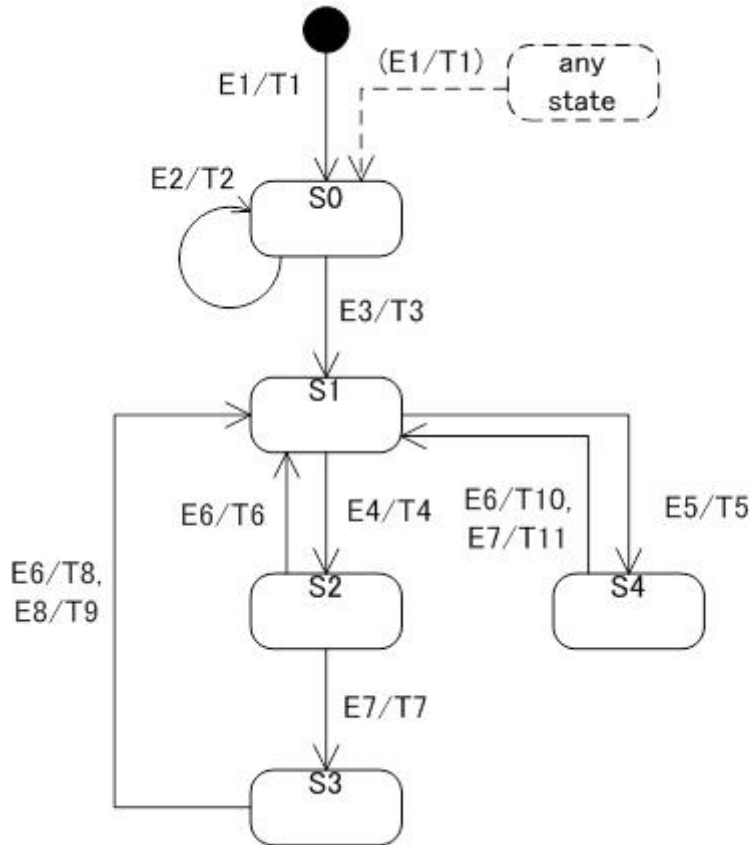 (E1/T1)
any
state
E1/T1
E2/T2
S0
E3/T3
S1
E6/T6
E4/T4
E6/T10,
E7/T11
E5/T5
E6/T8,
E8/T9
S2
S4
E7/T7
S3